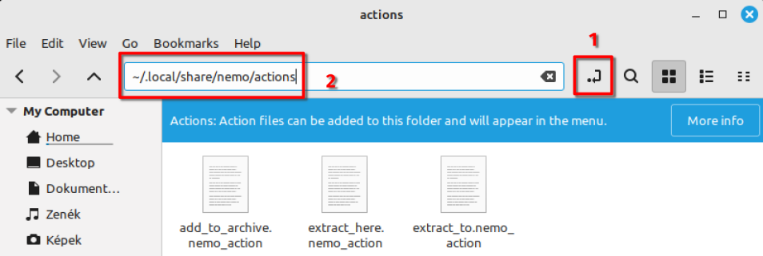 actions
File Edit View Go Bookmarks Help
1
~/.local/share/nemo/actions
2
My Computer
Home
Desktop
Dokument...
Zenék
Képek
Actions: Action files can be added to this folder and will appear in the menu.
More info
add_to_archive.
nemo_action
extract_here.
nemo_action
extract_to.nemo_
action